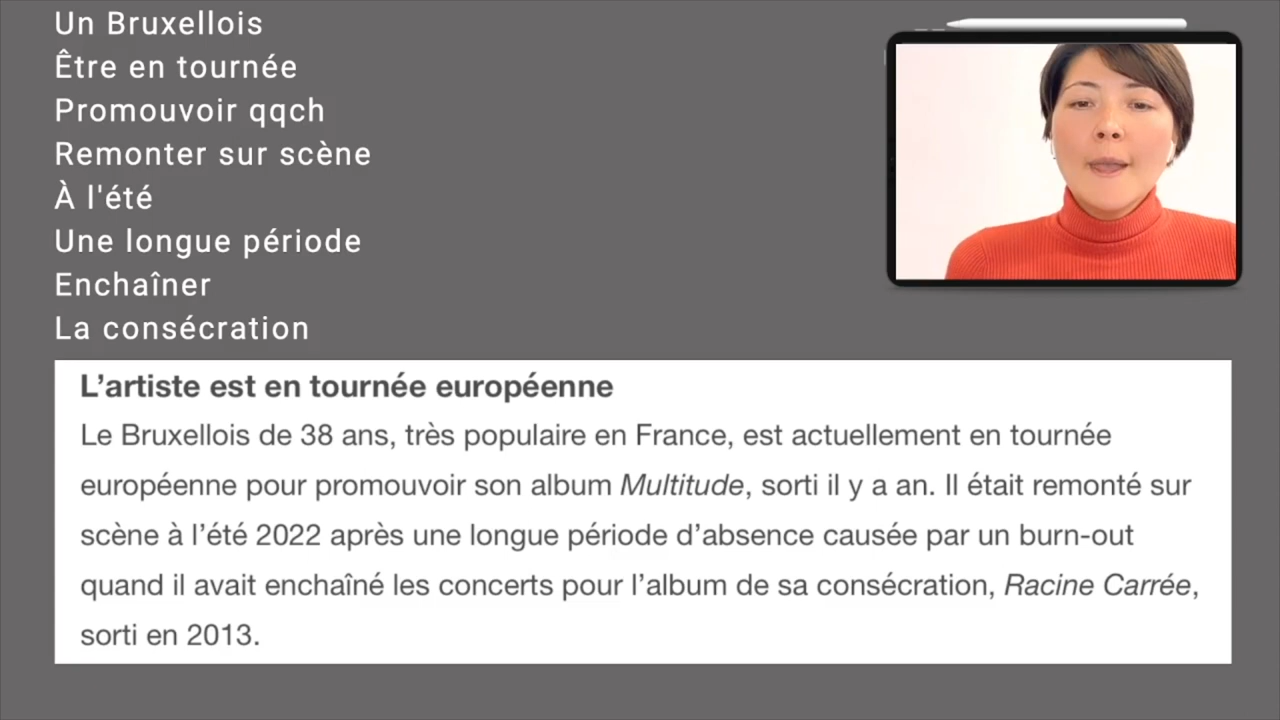 Un Bruxellois
Être en tournée
Promouvoir qqch
Remonter sur scène
À l'été
Une longue période
Enchaîner
La consécration
L’artiste est en tournée européenne
Le Bruxellois de 38 ans, très populaire en France, est actuellement en tournée
européenne pour promouvoir son album Multitude, sorti il y a an. Il était remonté sur
scène à l’été 2022 après une longue période d’absence causée par un burn-out
quand il avait enchaîné les concerts pour l’album de sa consécration, Racine Carrée,
sorti en 2013.